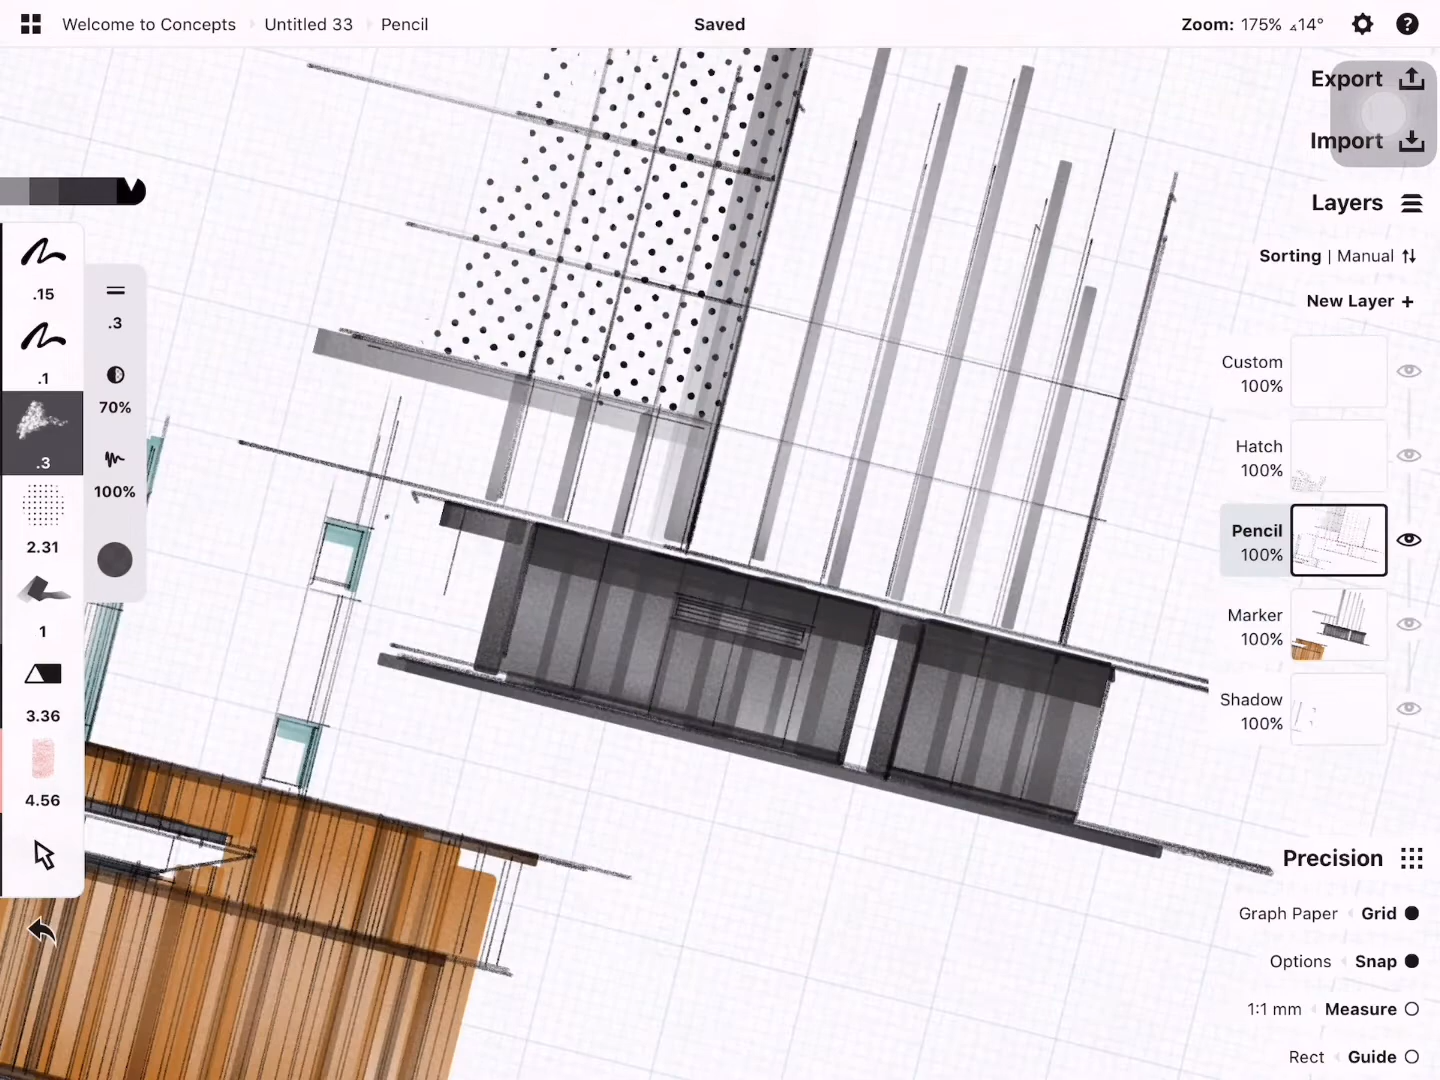 Welcome to Concepts Untitled 33 Pencil
Saved
Zoom: 175% ⦟14°
Export
Import
Layers
Sorting | Manual
New Layer +
Custom
100%
Hatch
100%
Pencil
100%
Marker
100%
Shadow
100%
.15
.1
.3
2.31
1
3.36
4.56
.3
70%
100%
Precision
Graph Paper Grid
Options Snap
1:1 mm Measure
Rect Guide